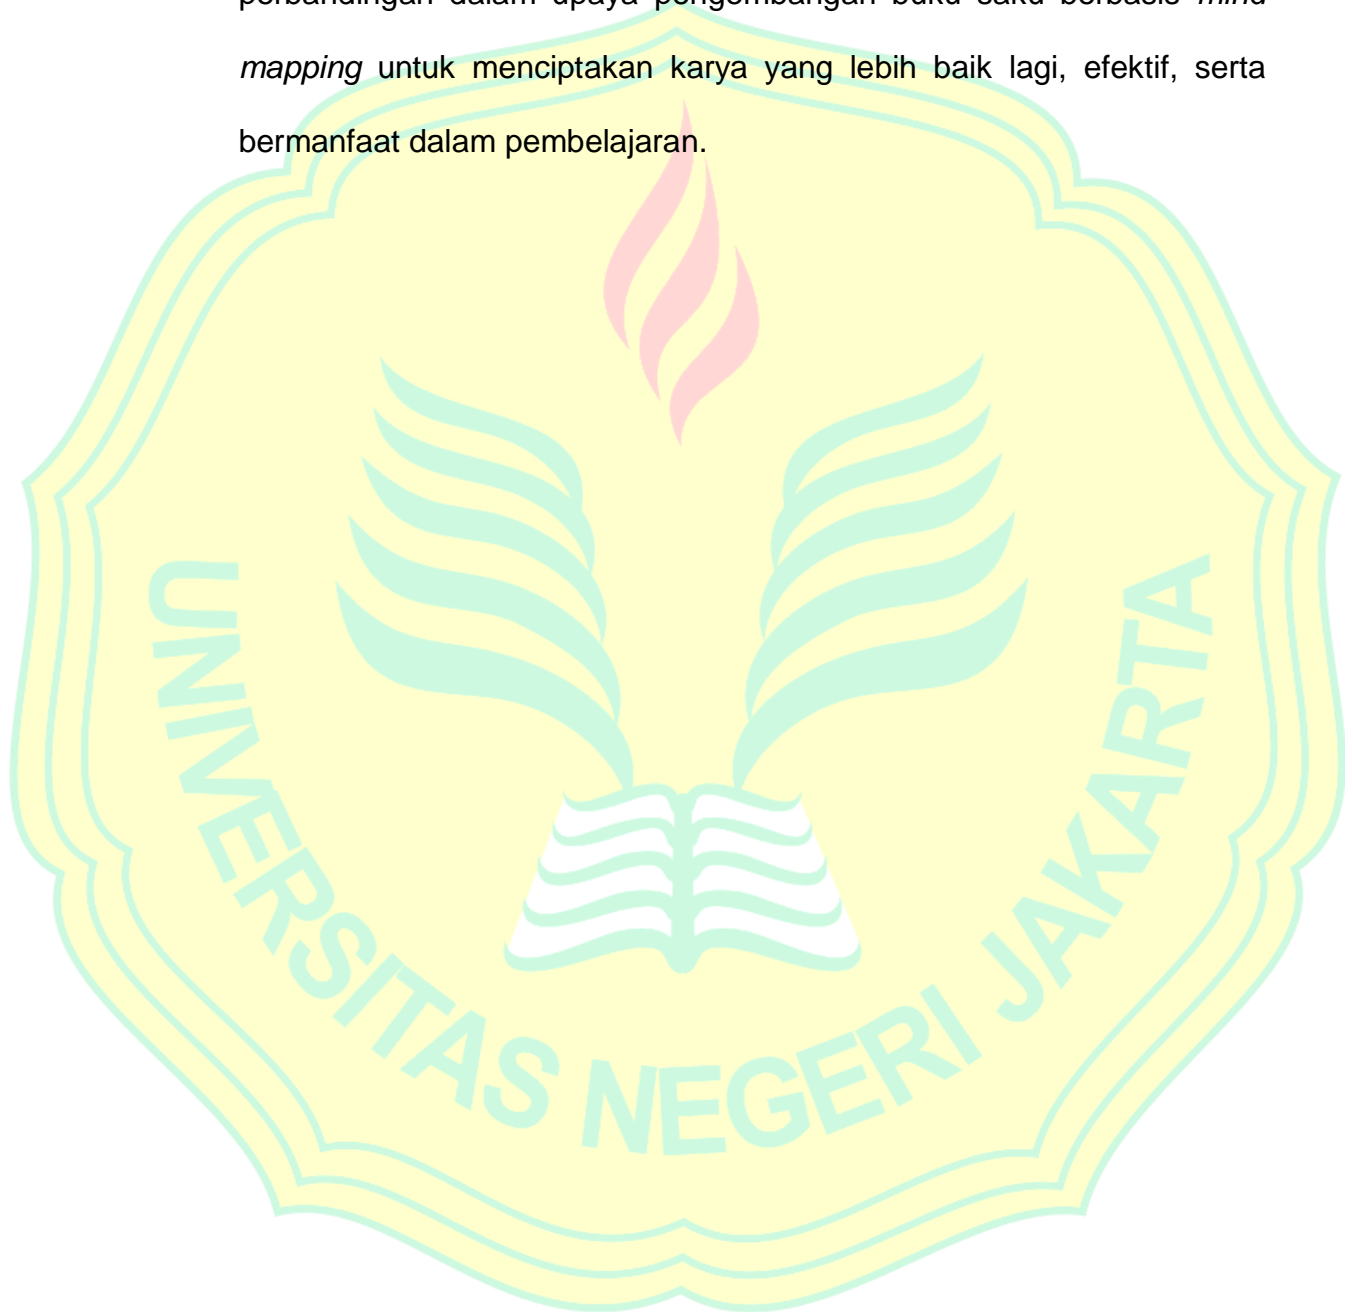 perbandingan dalam upaya pengembangan buku saku berbasis mind
mapping untuk menciptakan karya yang lebih baik lagi, efektif, serta
bermanfaat dalam pembelajaran.
UNIVERSITAS NEGERI JAKARTA